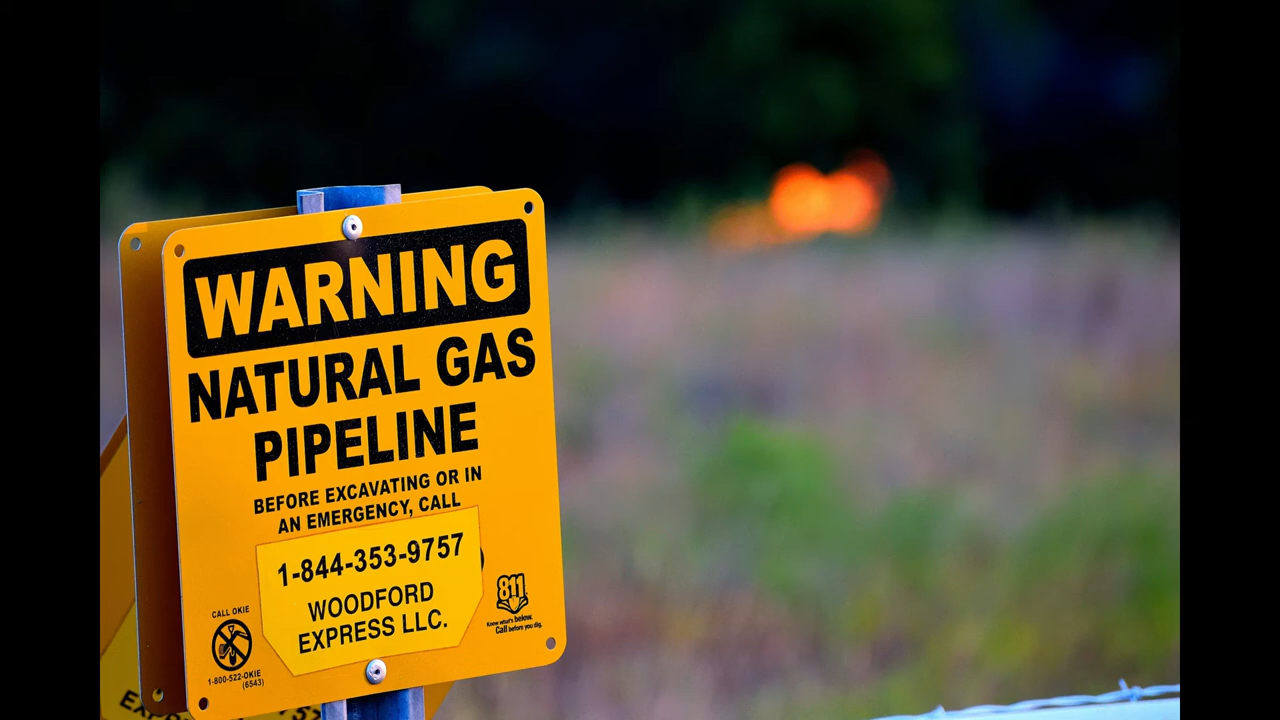 WARNING
NATURAL GAS
PIPELINE
BEFORE EXCAVATING OR IN
AN EMERGENCY, CALL
1-844-353-9757
WOODFORD
EXPRESS LLC.
CALL OKIE
1-800-522-OKIE
(6543)
811
Know what's below.
Call before you dig.